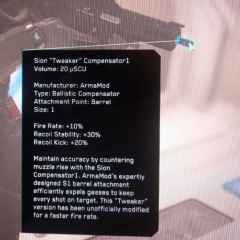 Sion "Tweaker" Compensator1
Volume: 20 µSCU
Manufacturer: ArmaMod
Type: Ballistic Compensator
Attachment Point: Barrel
Size: 1
Fire Rate: +10%
Recoil Stability: +30%
Recoil Kick: +20%
Maintain accuracy by countering
muzzle rise with the Sion
Compensator1. ArmaMod's expertly
designed S1 barrel attachment
efficiently expels gasses to keep
every shot on target. This "Tweaker"
version has been unofficially modified
for a faster fire rate.